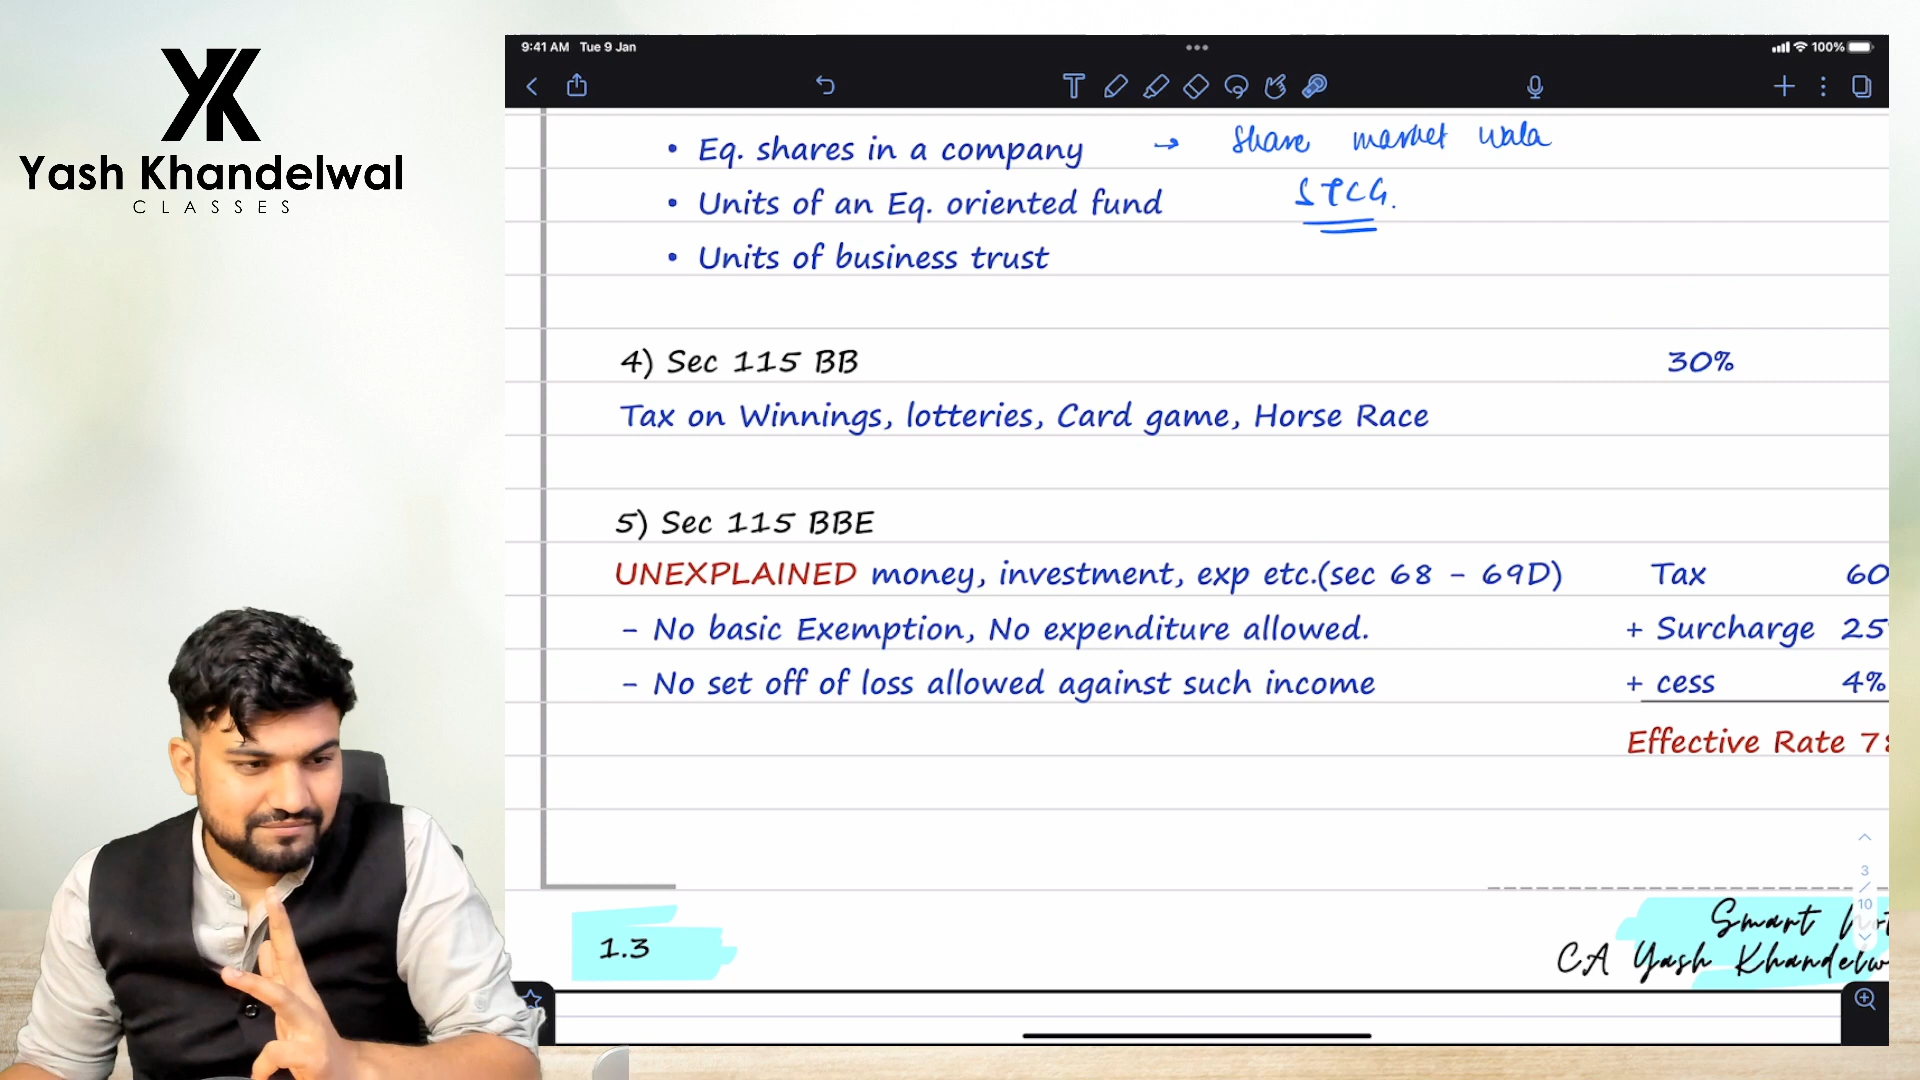 Yash Khandelwal
CLASSES
9:41 AM Tue 9 Jan
100%
• Eq. shares in a company → Share market wala
• Units of an Eq. oriented fund STCG.
• Units of business trust
4) Sec 115 BB 30%
Tax on Winnings, lotteries, Card game, Horse Race
5) Sec 115 BBE
UNEXPLAINED money, investment, exp etc.(sec 68 - 69D) Tax 60
- No basic Exemption, No expenditure allowed. + Surcharge 25
- No set off of loss allowed against such income + cess 4%
Effective Rate 7
3
/
10
1.3
Smart
CA Yash Khandelw